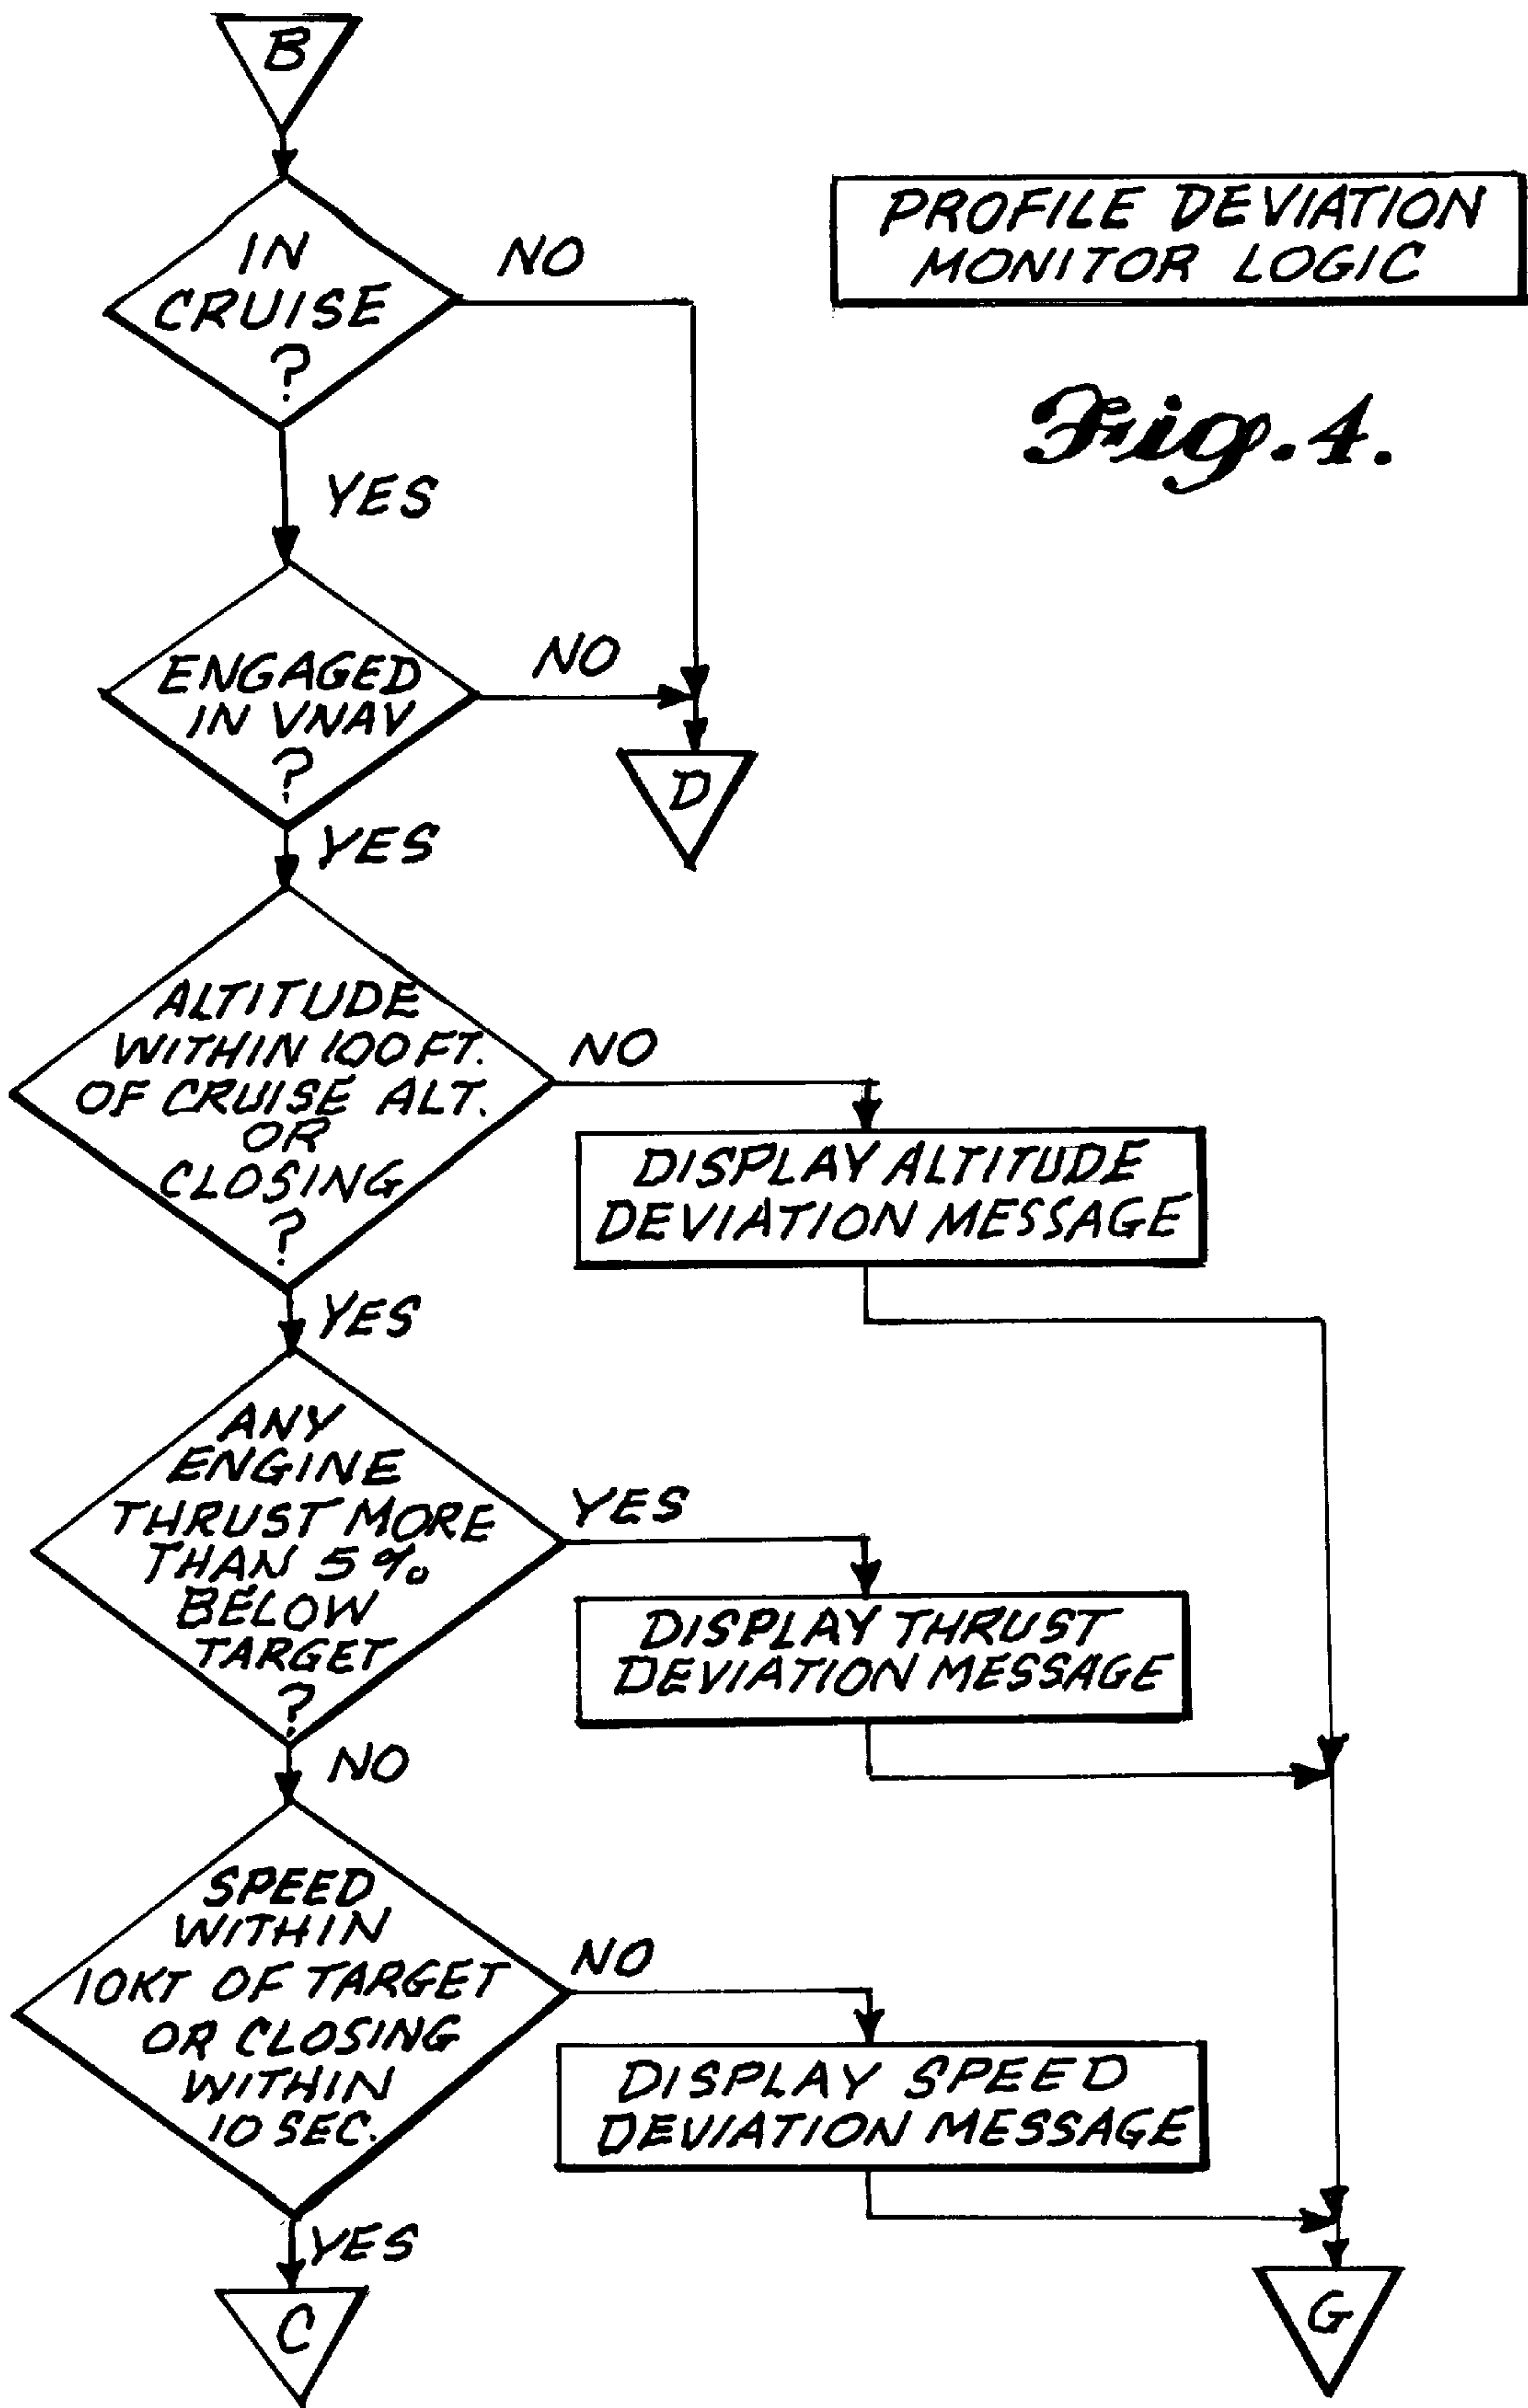 B
IN
CRUISE
?
NO
PROFILE DEVIATION
MONITOR LOGIC
Fig. 4.
YES
ENGAGED
IN VNAV
?
NO
D
YES
ALTITUDE
WITHIN 100 FT.
OF CRUISE ALT.
OR
CLOSING
?
NO
DISPLAY ALTITUDE
DEVIATION MESSAGE
YES
ANY
ENGINE
THRUST MORE
THAN 5%
BELOW
TARGET
?
YES
DISPLAY THRUST
DEVIATION MESSAGE
NO
SPEED
WITHIN
10KT OF TARGET
OR CLOSING
WITHIN
10 SEC.
NO
DISPLAY SPEED
DEVIATION MESSAGE
YES
C
G